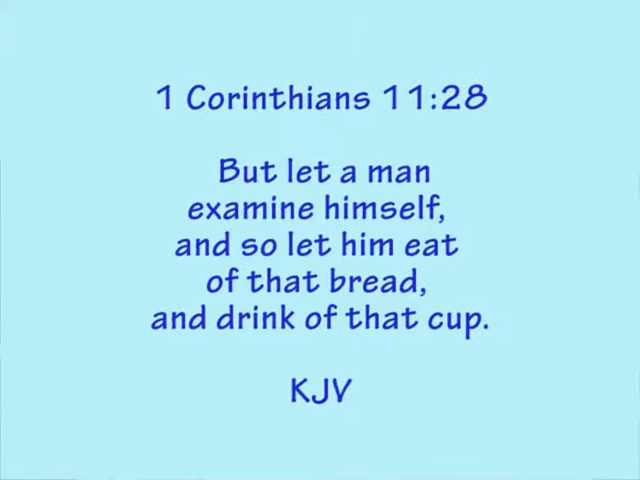 1 Corinthians 11:28
But let a man
examine himself,
and so let him eat
of that bread,
and drink of that cup.
KJV